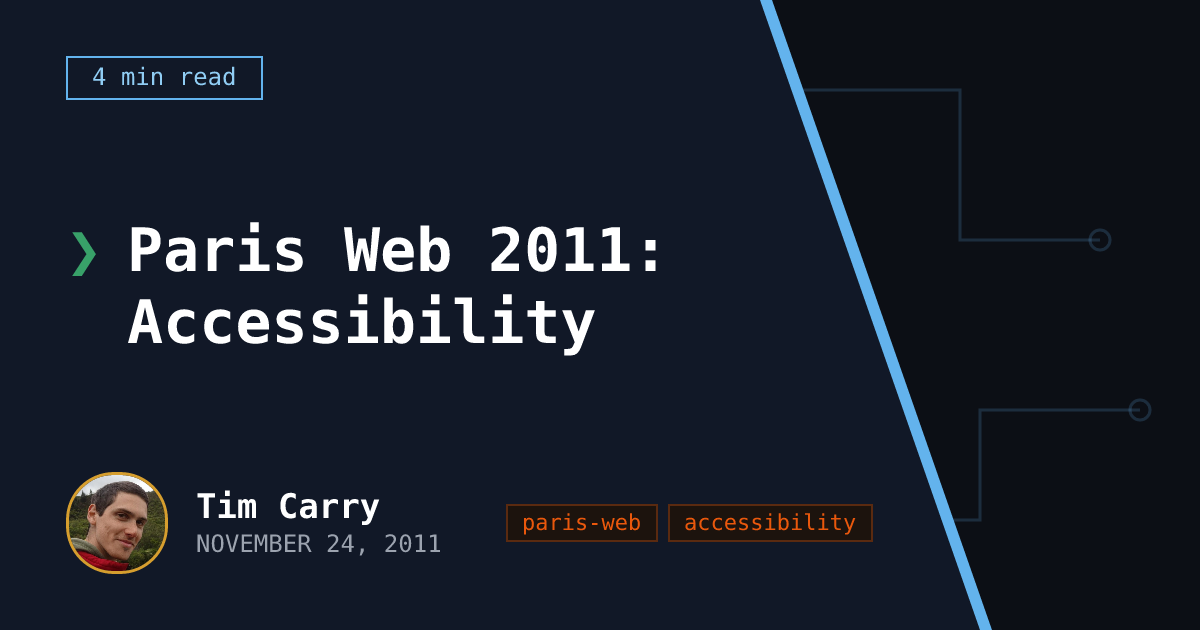 4 min read
❯ Paris Web 2011:
Accessibility
Tim Carry
NOVEMBER 24, 2011
paris-web
accessibility